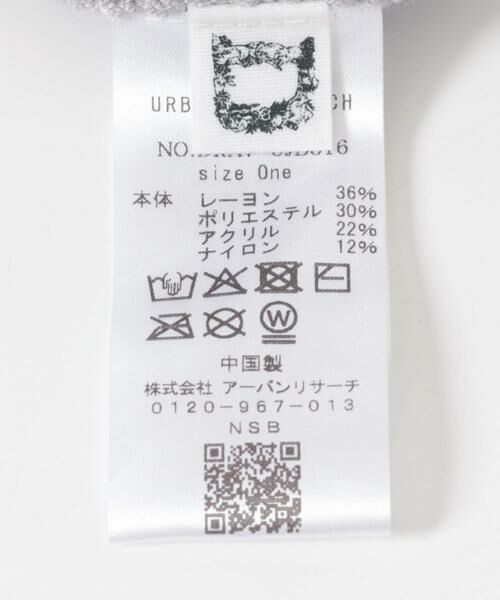 size One
本体 レーヨン 36%
ポリエステル 30%
アクリル 22%
ナイロン 12%
W
中国製
株式会社 アーバンリサーチ
0120-967-013
NSB